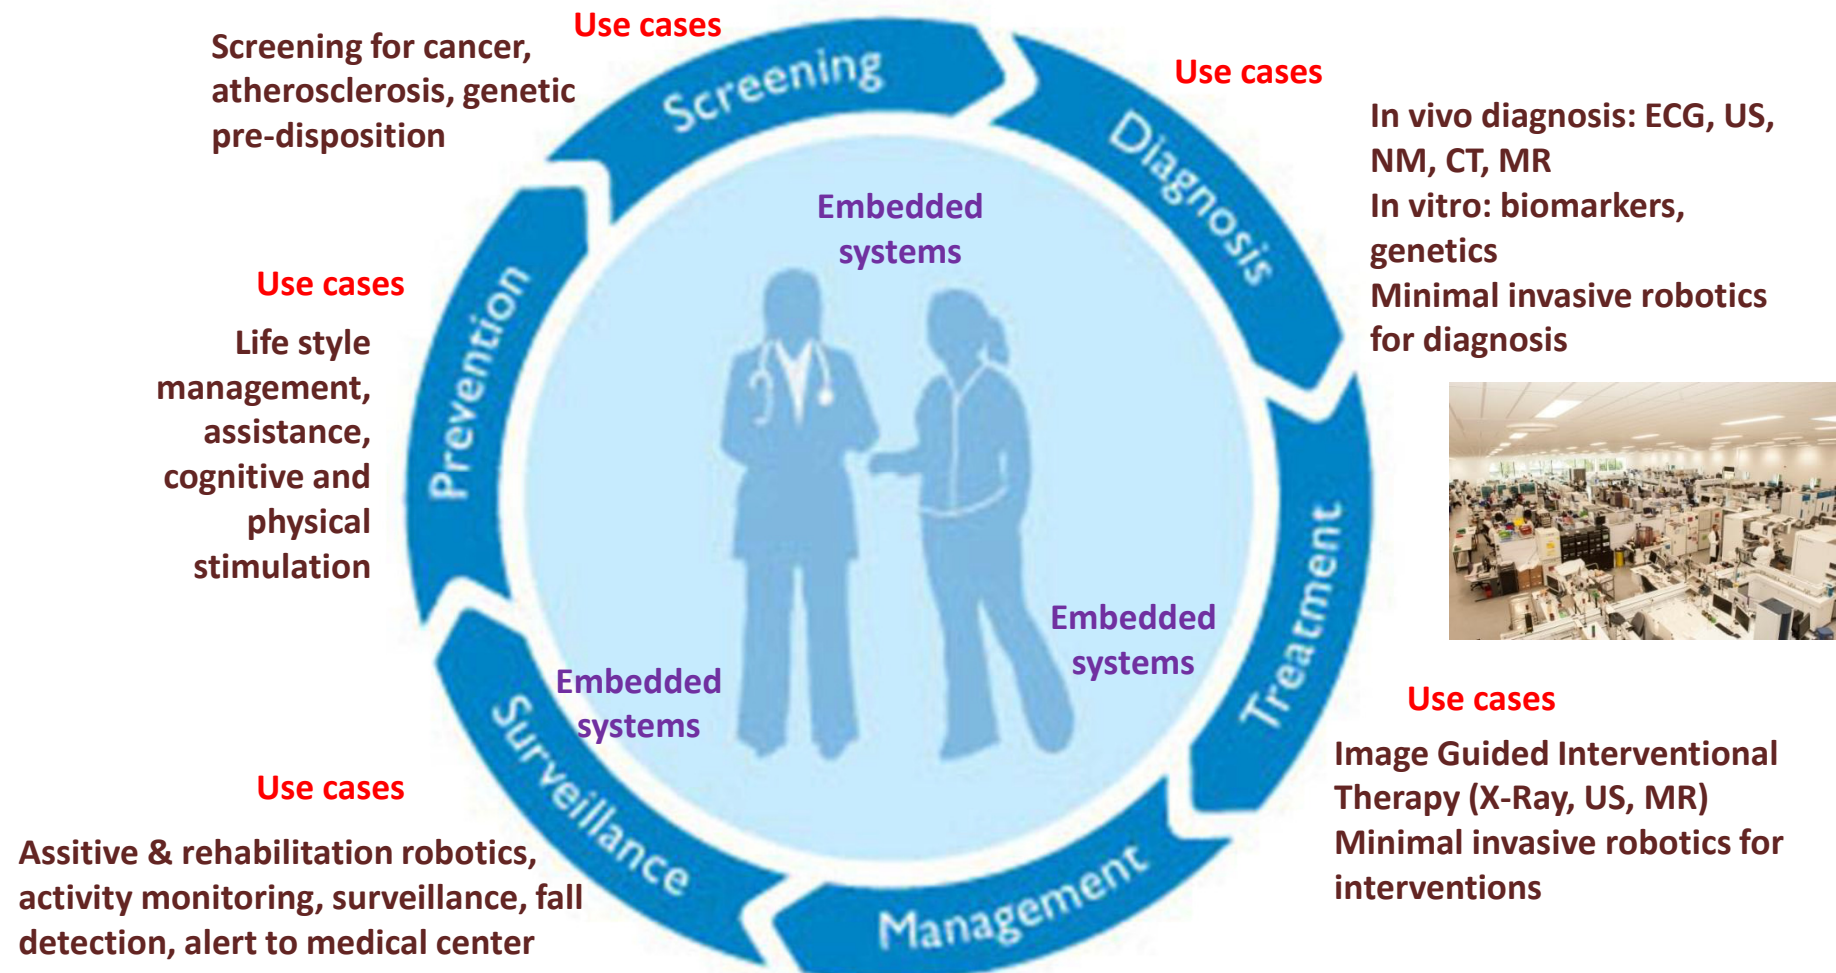 Use cases
Screening for cancer,
atherosclerosis, genetic
pre-disposition
Screening
Use cases
Diagnosis
In vivo diagnosis: ECG, US,
NM, CT, MR
In vitro: biomarkers,
genetics
Minimal invasive robotics
for diagnosis
Embedded
systems
Use cases
Prevention
Life style
management,
assistance,
cognitive and
physical
stimulation
Treatment
Embedded
systems
Embedded
systems
Use cases
Image Guided Interventional
Therapy (X-Ray, US, MR)
Minimal invasive robotics for
interventions
Surveillance
Use cases
Assitive & rehabilitation robotics,
activity monitoring, surveillance, fall
detection, alert to medical center
Management